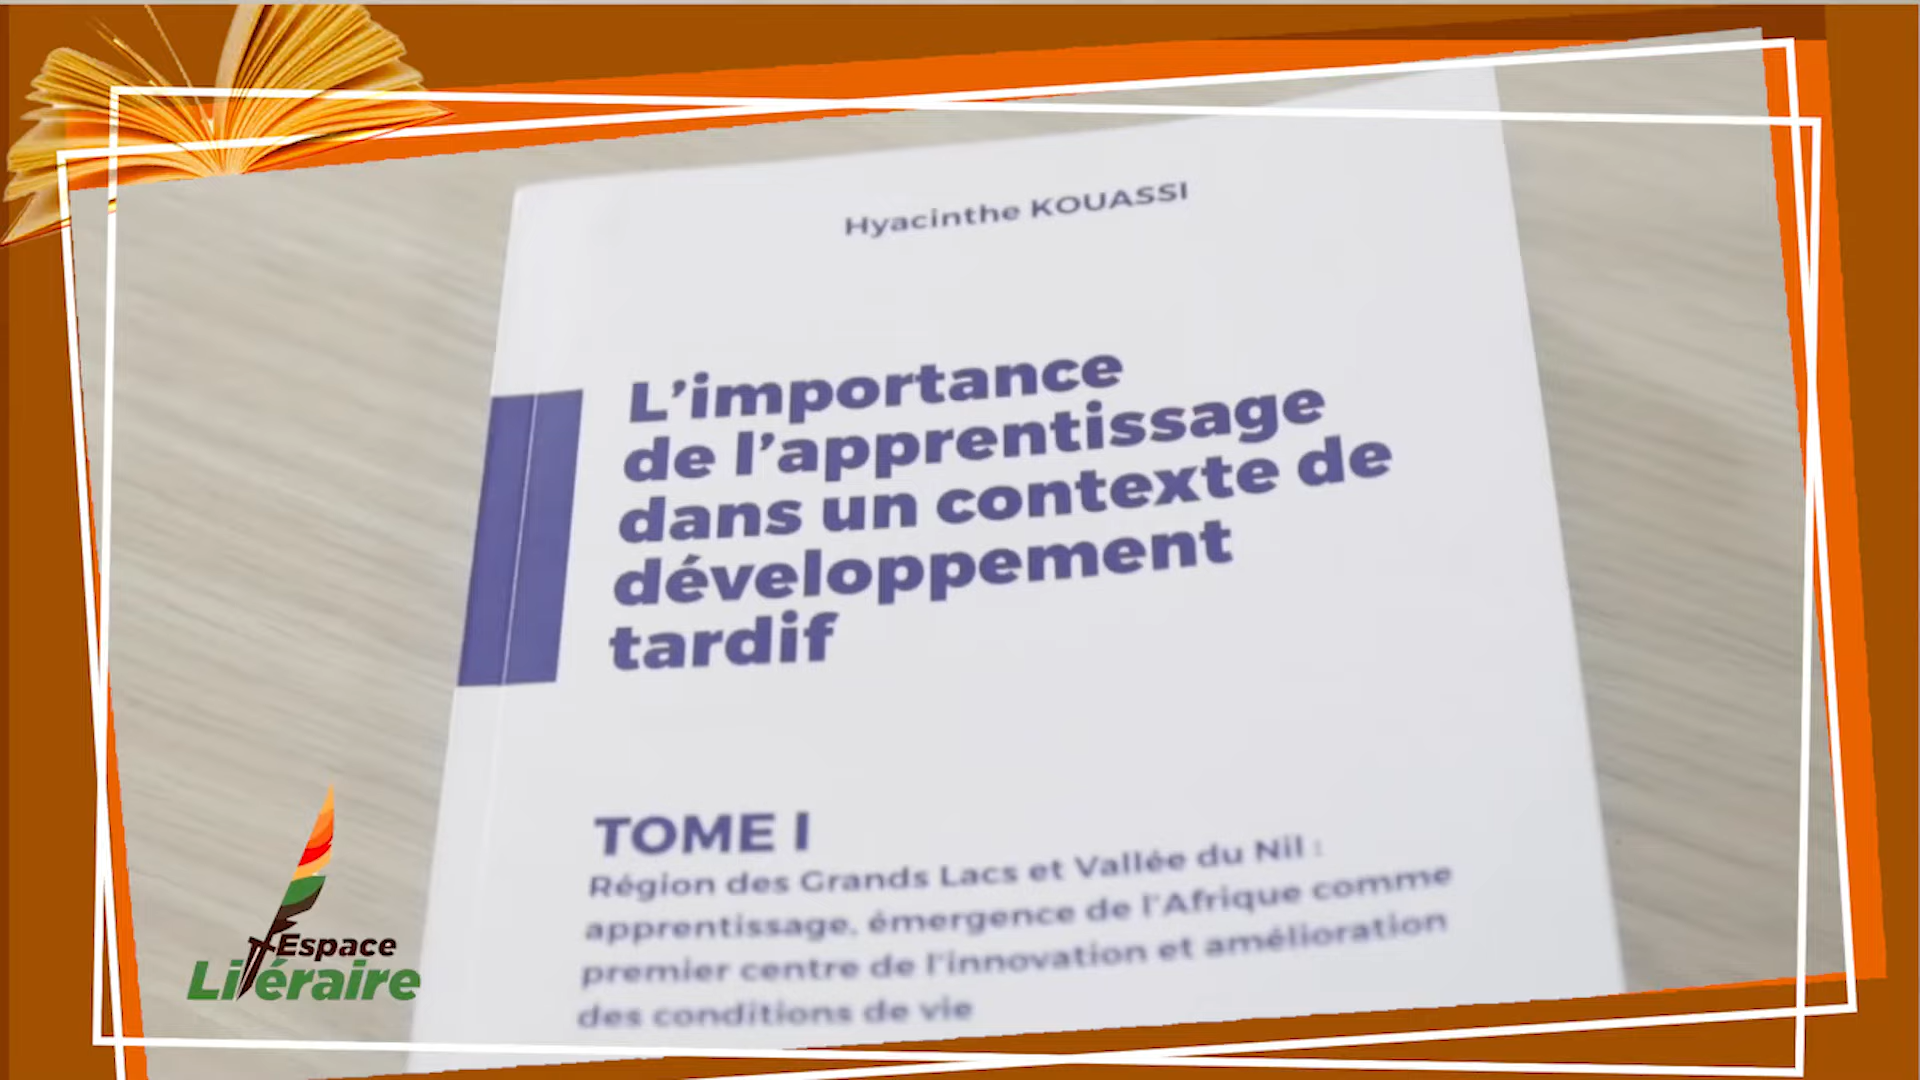 Hyacinthe KOUASSI
L'importance
de l'apprentissage
dans un contexte de
développement
tardif
TOME I
Région des Grands Lacs et Vallée du Nil :
apprentissage, émergence de l'Afrique comme
premier centre de l'innovation et amélioration
des conditions de vie
Espace
Littéraire